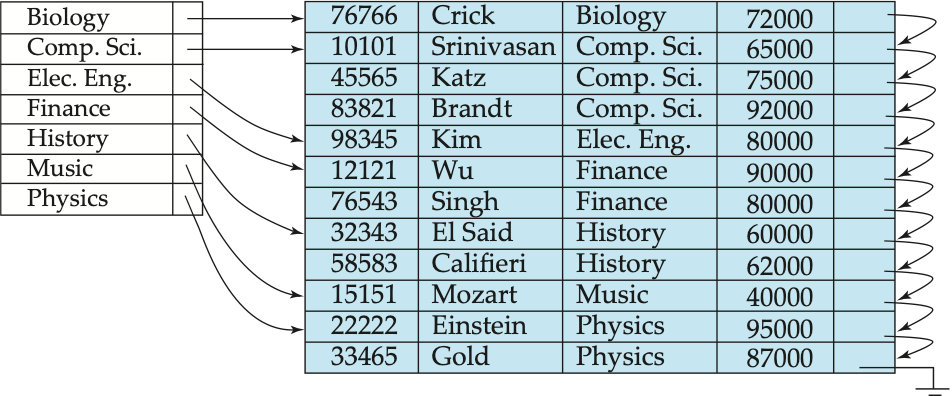 Biology
Comp. Sci.
Elec. Eng.
Finance
History
Music
Physics
76766 Crick Biology 72000
10101 Srinivasan Comp. Sci. 65000
45565 Katz Comp. Sci. 75000
83821 Brandt Comp. Sci. 92000
98345 Kim Elec. Eng. 80000
12121 Wu Finance 90000
76543 Singh Finance 80000
32343 El Said History 60000
58583 Califieri History 62000
15151 Mozart Music 40000
22222 Einstein Physics 95000
33465 Gold Physics 87000